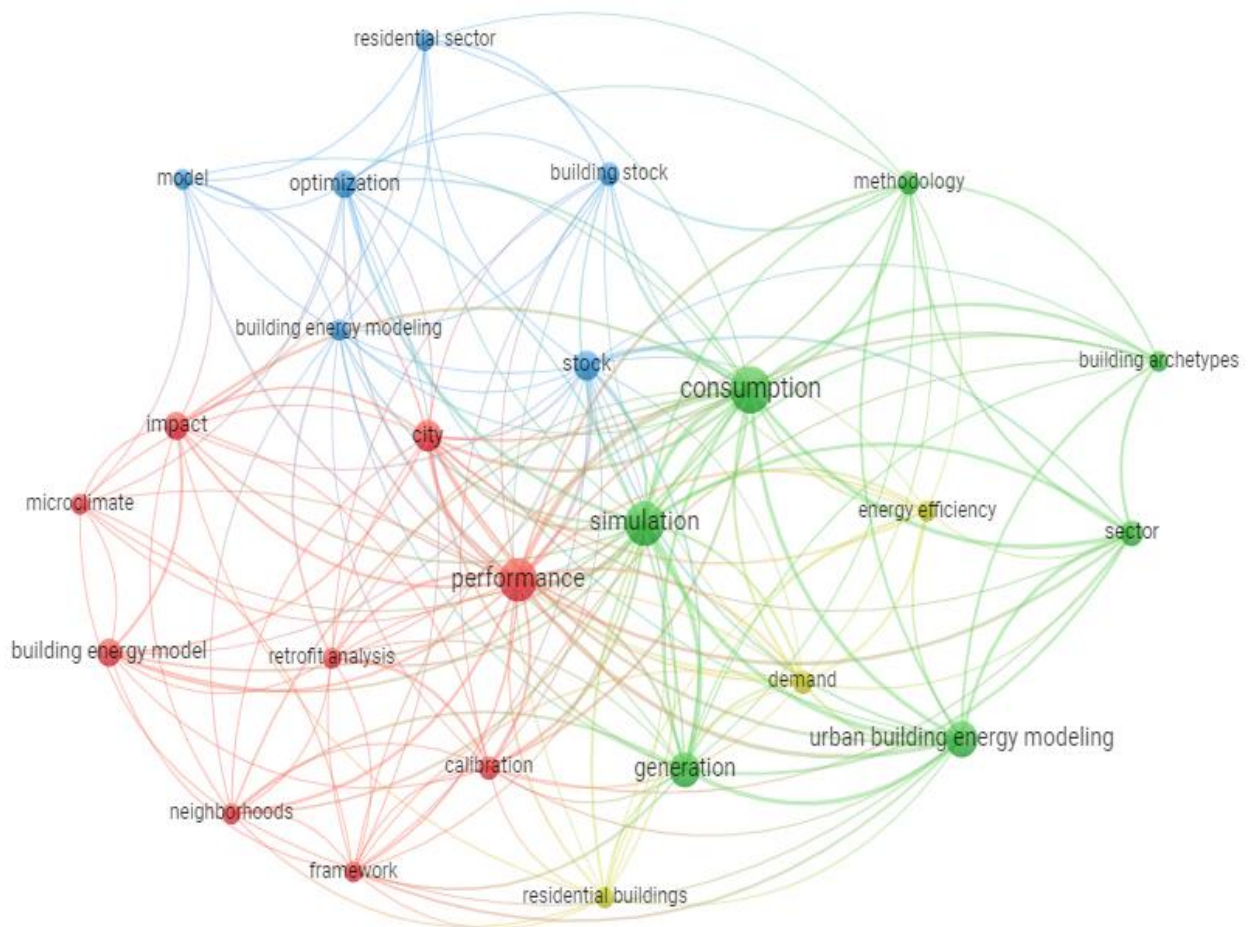 residential sector
model
optimization
building stock
methodology
building energy modeling
stock
building archetypes
consumption
impact
city
microclimate
energy efficiency
simulation
sector
performance
building energy model
retrofit analysis
demand
urban building energy modeling
calibration
generation
neighborhoods
framework
residential buildings